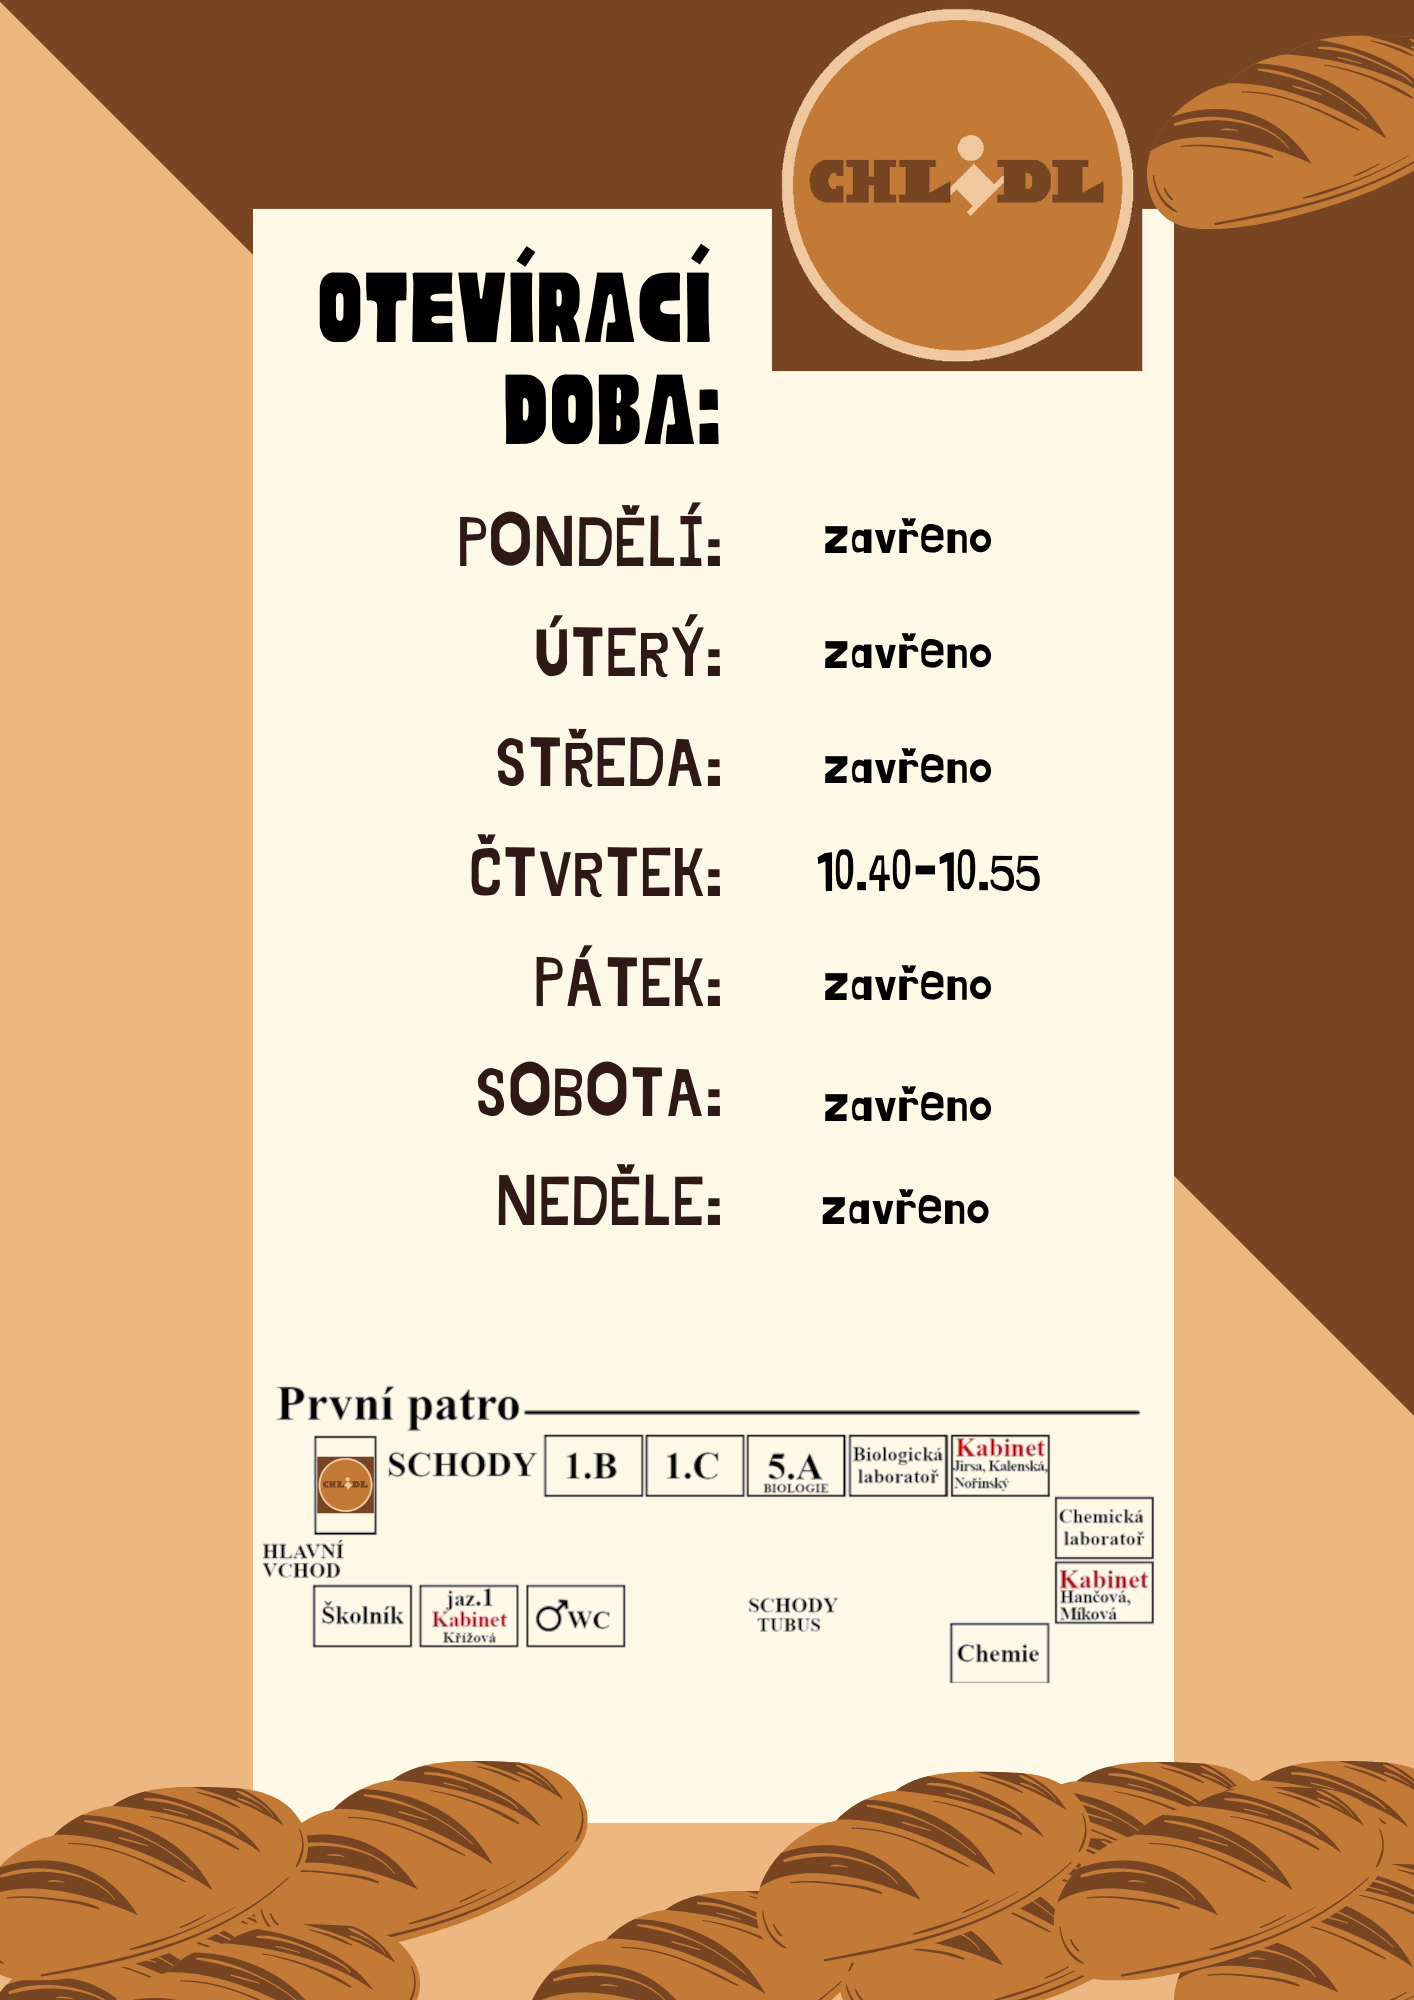 CHLIDL
OTEVÍRACÍ
DOBA:
PONDĚLÍ: zavřeno
ÚTERÝ: zavřeno
STŘEDA: zavřeno
ČTVRTEK: 10.40-10.55
PÁTEK: zavřeno
SOBOTA: zavřeno
NEDĚLE: zavřeno
První patro
CHLIDL
SCHODY
1.B
1.C
5.A
BIOLOGIE
Biologická
laboratoř
Kabinet
Jirsa, Kalenská,
Nořinský
Chemická
laboratoř
HLAVNÍ
VCHOD
Kabinet
Hančová,
Míková
Školník
jaz.1
Kabinet
Křížová
♂WC
SCHODY
TUBUS
Chemie